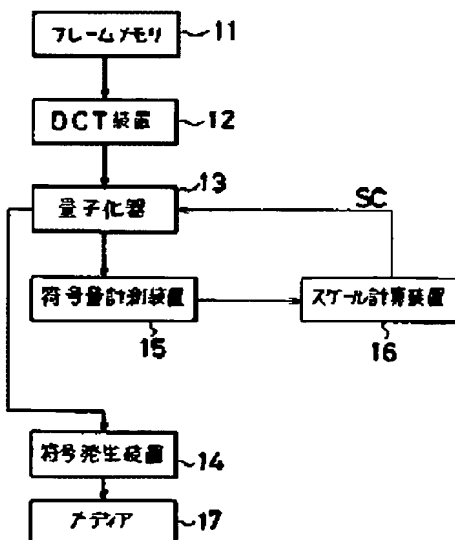 フレームメモリ 11
DCT装置 12
量子化器 13
SC
符号量計測装置 15
スケール計算装置 16
符号発生装置 14
メディア 17